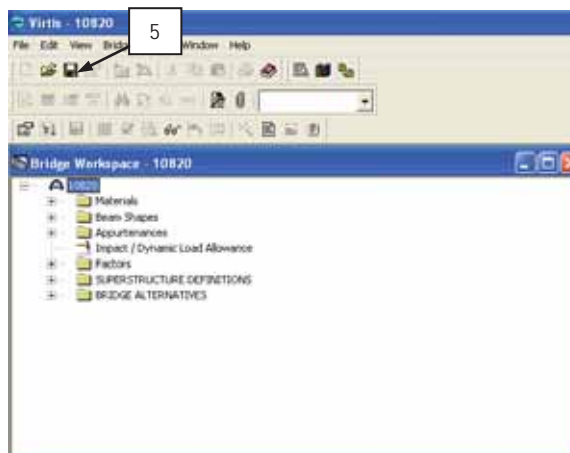 Virtis - 10820
File Edit View Bridge Window Help
5
Bridge Workspace - 10820
10820
Materials
Beam Shapes
Appurtenances
Impact / Dynamic Load Allowance
Factors
SUPERSTRUCTURE DEFINITIONS
BRIDGE ALTERNATIVES